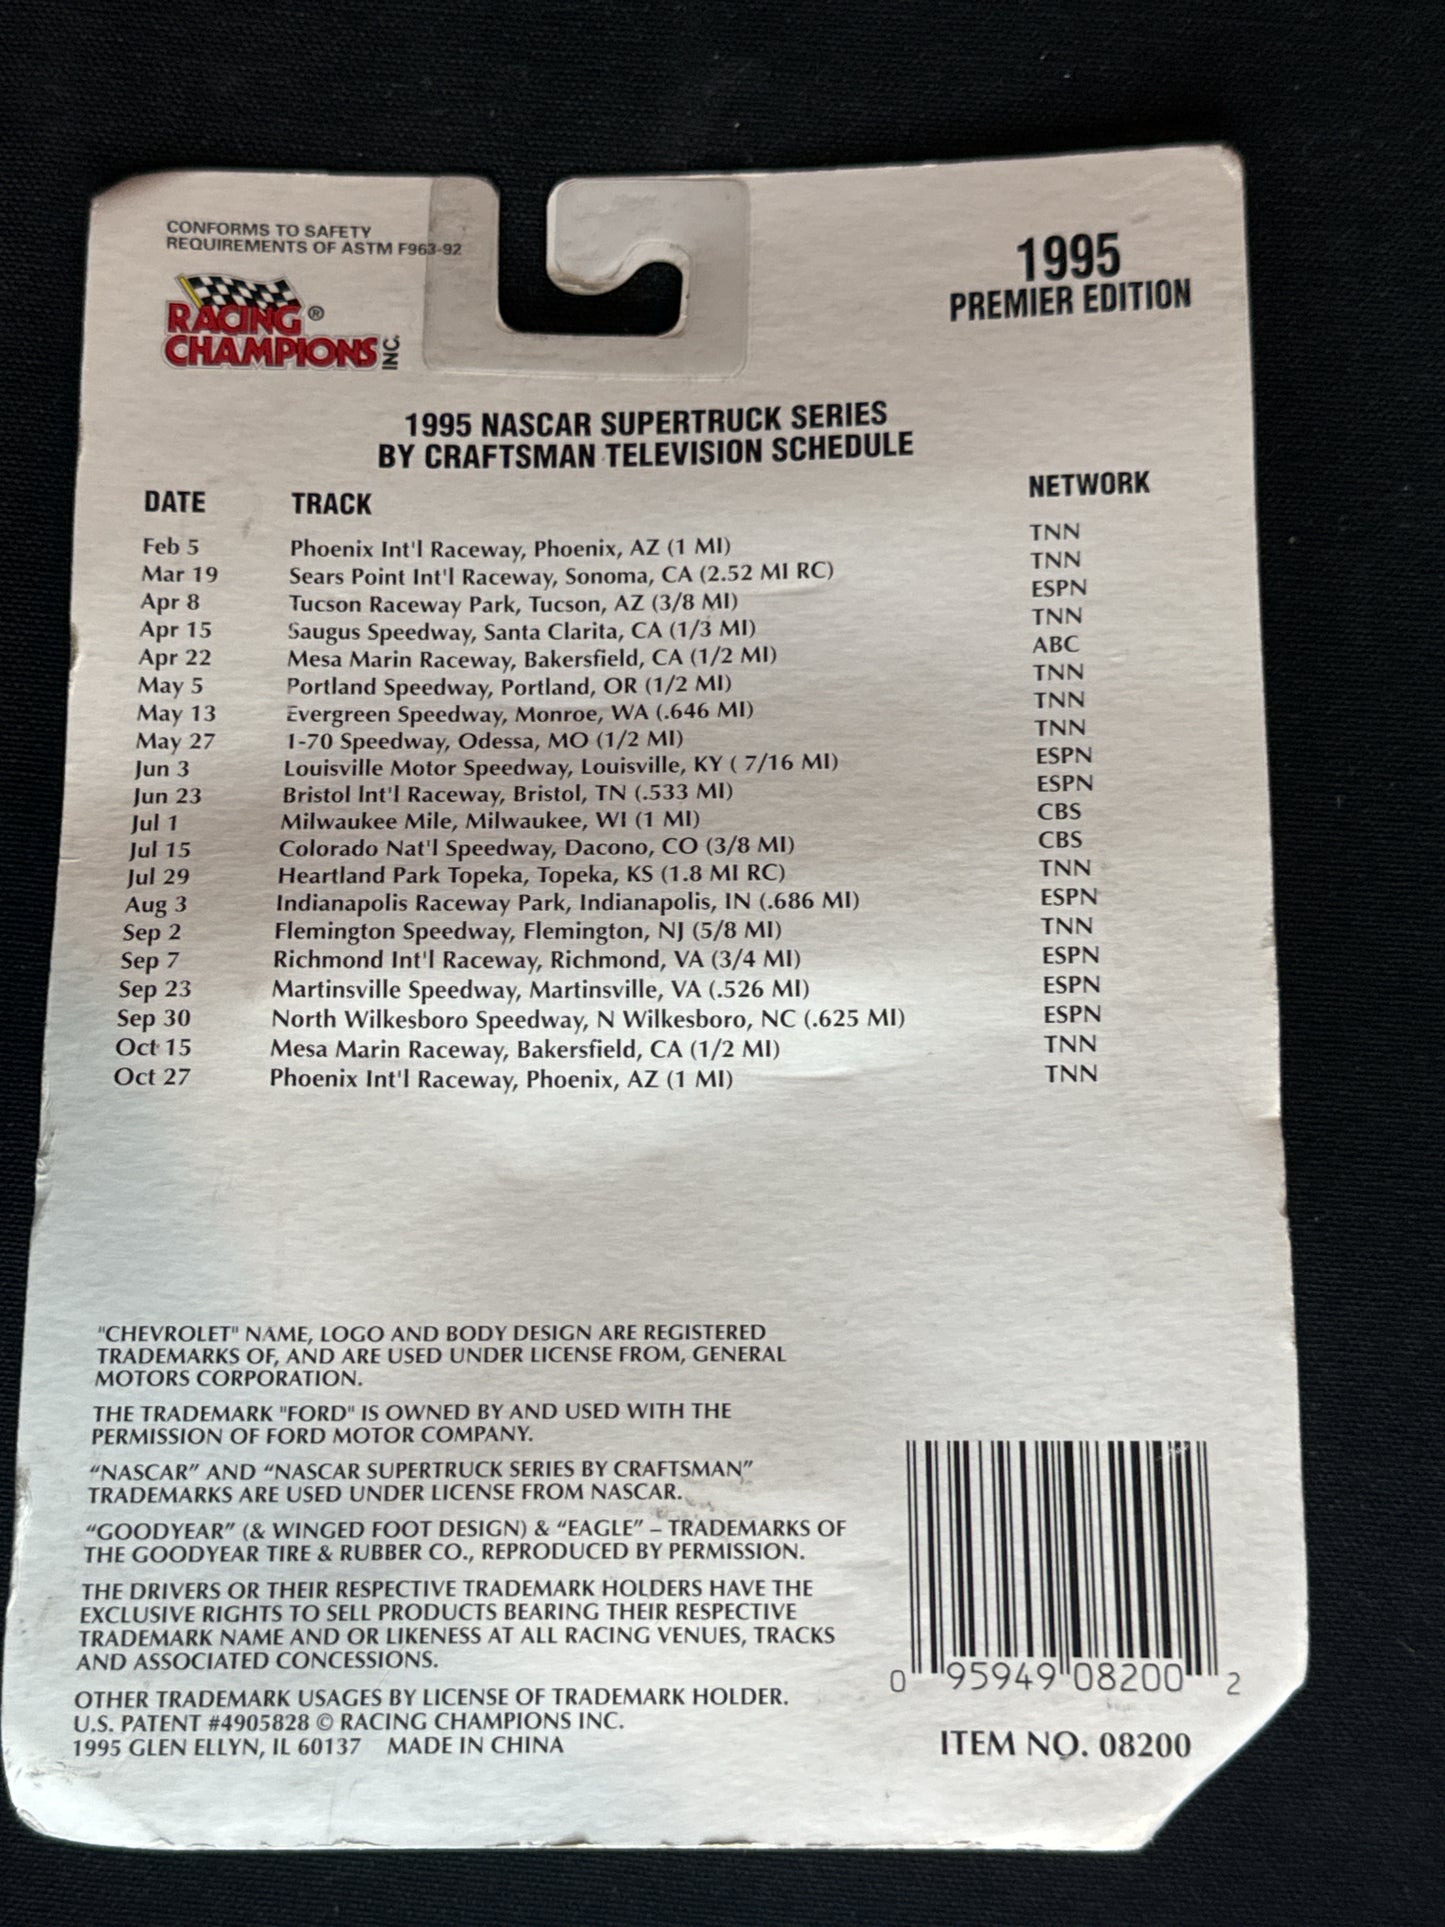 CONFORMS TO SAFETY
REQUIREMENTS OF ASTM F963-92
RACING ®
CHAMPIONS INC.
1995
PREMIER EDITION
1995 NASCAR SUPERTRUCK SERIES
BY CRAFTSMAN TELEVISION SCHEDULE
DATE TRACK NETWORK
Feb 5 Phoenix Int'l Raceway, Phoenix, AZ (1 MI) TNN
Mar 19 Sears Point Int'l Raceway, Sonoma, CA (2.52 MI RC) TNN
Apr 8 Tucson Raceway Park, Tucson, AZ (3/8 MI) ESPN
Apr 15 Saugus Speedway, Santa Clarita, CA (1/3 MI) TNN
Apr 22 Mesa Marin Raceway, Bakersfield, CA (1/2 MI) ABC
May 5 Portland Speedway, Portland, OR (1/2 MI) TNN
May 13 Evergreen Speedway, Monroe, WA (.646 MI) TNN
May 27 1-70 Speedway, Odessa, MO (1/2 MI) TNN
Jun 3 Louisville Motor Speedway, Louisville, KY ( 7/16 MI) ESPN
Jun 23 Bristol Int'l Raceway, Bristol, TN (.533 MI) ESPN
Jul 1 Milwaukee Mile, Milwaukee, WI (1 MI) CBS
Jul 15 Colorado Nat'l Speedway, Dacono, CO (3/8 MI) CBS
Jul 29 Heartland Park Topeka, Topeka, KS (1.8 MI RC) TNN
Aug 3 Indianapolis Raceway Park, Indianapolis, IN (.686 MI) ESPN
Sep 2 Flemington Speedway, Flemington, NJ (5/8 MI) TNN
Sep 7 Richmond Int'l Raceway, Richmond, VA (3/4 MI) ESPN
Sep 23 Martinsville Speedway, Martinsville, VA (.526 MI) ESPN
Sep 30 North Wilkesboro Speedway, N Wilkesboro, NC (.625 MI) ESPN
Oct 15 Mesa Marin Raceway, Bakersfield, CA (1/2 MI) TNN
Oct 27 Phoenix Int'l Raceway, Phoenix, AZ (1 MI) TNN
"CHEVROLET" NAME, LOGO AND BODY DESIGN ARE REGISTERED
TRADEMARKS OF, AND ARE USED UNDER LICENSE FROM, GENERAL
MOTORS CORPORATION.
THE TRADEMARK "FORD" IS OWNED BY AND USED WITH THE
PERMISSION OF FORD MOTOR COMPANY.
“NASCAR” AND “NASCAR SUPERTRUCK SERIES BY CRAFTSMAN”
TRADEMARKS ARE USED UNDER LICENSE FROM NASCAR.
“GOODYEAR” (& WINGED FOOT DESIGN) & “EAGLE” – TRADEMARKS OF
THE GOODYEAR TIRE & RUBBER CO., REPRODUCED BY PERMISSION.
THE DRIVERS OR THEIR RESPECTIVE TRADEMARK HOLDERS HAVE THE
EXCLUSIVE RIGHTS TO SELL PRODUCTS BEARING THEIR RESPECTIVE
TRADEMARK NAME AND OR LIKENESS AT ALL RACING VENUES, TRACKS
AND ASSOCIATED CONCESSIONS.
OTHER TRADEMARK USAGES BY LICENSE OF TRADEMARK HOLDER.
U.S. PATENT #4905828 © RACING CHAMPIONS INC.
1995 GLEN ELLYN, IL 60137 MADE IN CHINA
0 95949 08200 2
ITEM NO. 08200